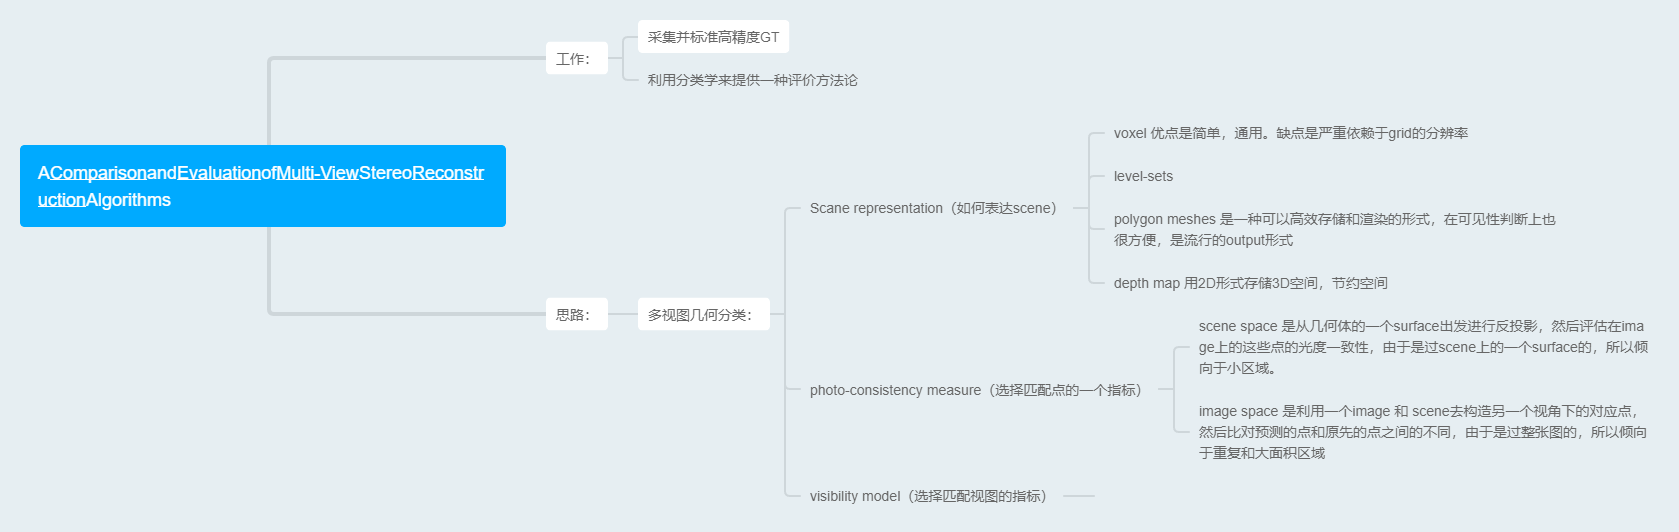 AComparisonandEvaluationofMulti-ViewStereoReconstr
uctionAlgorithms
工作：
采集并标准高精度GT
利用分类学来提供一种评价方法论
思路：
多视图几何分类：
Scane representation（如何表达scene）
voxel 优点是简单，通用。缺点是严重依赖于grid的分辨率
level-sets
polygon meshes 是一种可以高效存储和渲染的形式，在可见性判断上也
很方便，是流行的output形式
depth map 用2D形式存储3D空间，节约空间
photo-consistency measure（选择匹配点的一个指标）
scene space 是从几何体的一个surface出发进行反投影，然后评估在ima
ge上的这些点的光度一致性，由于是过scene上的一个surface的，所以倾
向于小区域。
image space 是利用一个image 和 scene去构造另一个视角下的对应点，
然后比对预测的点和原先的点之间的不同，由于是过整张图的，所以倾向
于重复和大面积区域
visibility model（选择匹配视图的指标）